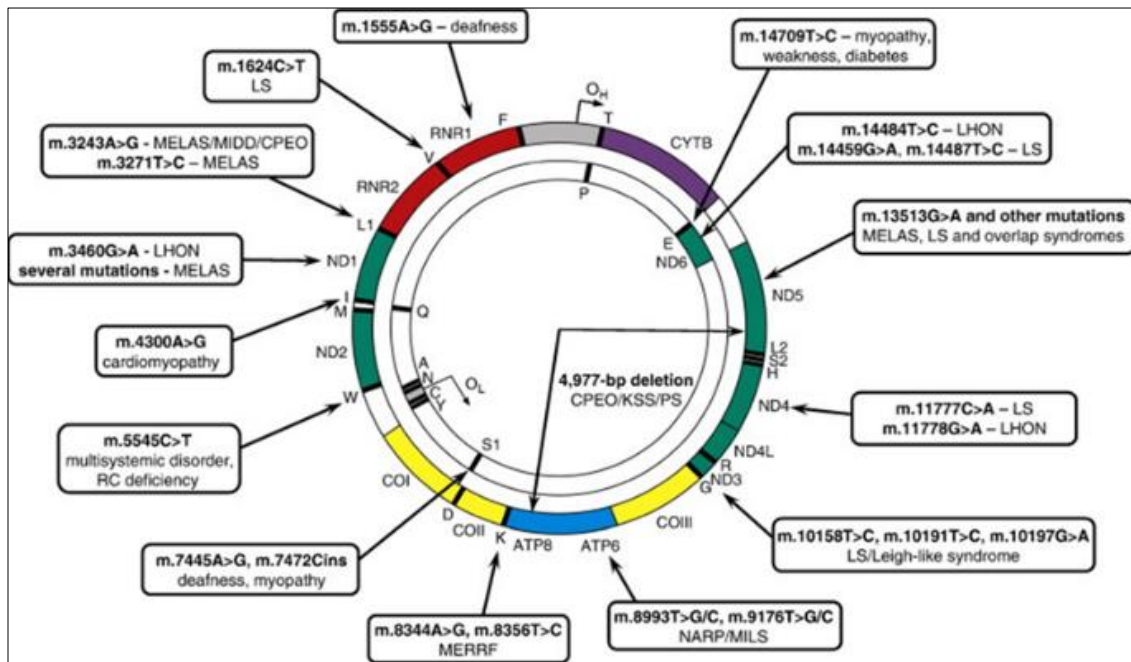 m.1555A>G – deafness
m.14709T>C – myopathy,
weakness, diabetes
m.1624C>T
LS
OH
F
T
RNR1
CYTB
m.14484T>C – LHON
m.14459G>A, m.14487T>C – LS
m.3243A>G - MELAS/MIDD/CPEO
m.3271T>C – MELAS
V
RNR2
P
L1
E
ND6
m.13513G>A and other mutations
MELAS, LS and overlap syndromes
m.3460G>A - LHON
several mutations - MELAS
ND1
ND5
I
M
Q
m.4300A>G
cardiomyopathy
ND2
L2
S2
H
A
N
C
Y
OL
W
4,977-bp deletion
CPEO/KSS/PS
ND4
m.11777C>A – LS
m.11778G>A – LHON
m.5545C>T
multisystemic disorder,
RC deficiency
S1
ND4L
R
ND3
G
COI
D
COII
K
ATP8
ATP6
COIII
m.7445A>G, m.7472Cins
deafness, myopathy
m.10158T>C, m.10191T>C, m.10197G>A
LS/Leigh-like syndrome
m.8344A>G, m.8356T>C
MERRF
m.8993T>G/C, m.9176T>G/C
NARP/MILS